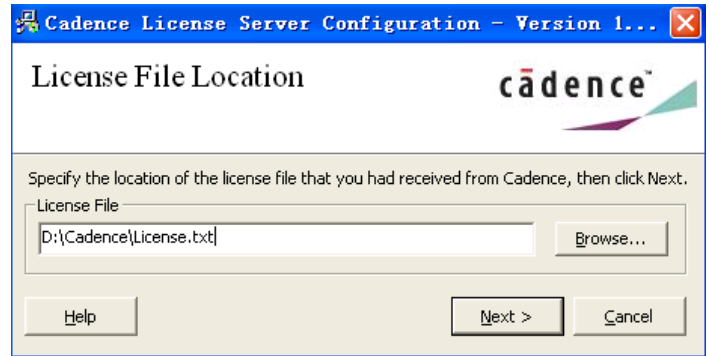 Cadence License Server Configuration - Version 1...
License File Location
cādence™
Specify the location of the license file that you had received from Cadence, then click Next.
License File
D:\Cadence\License.txt
Browse...
Help
Next >
Cancel